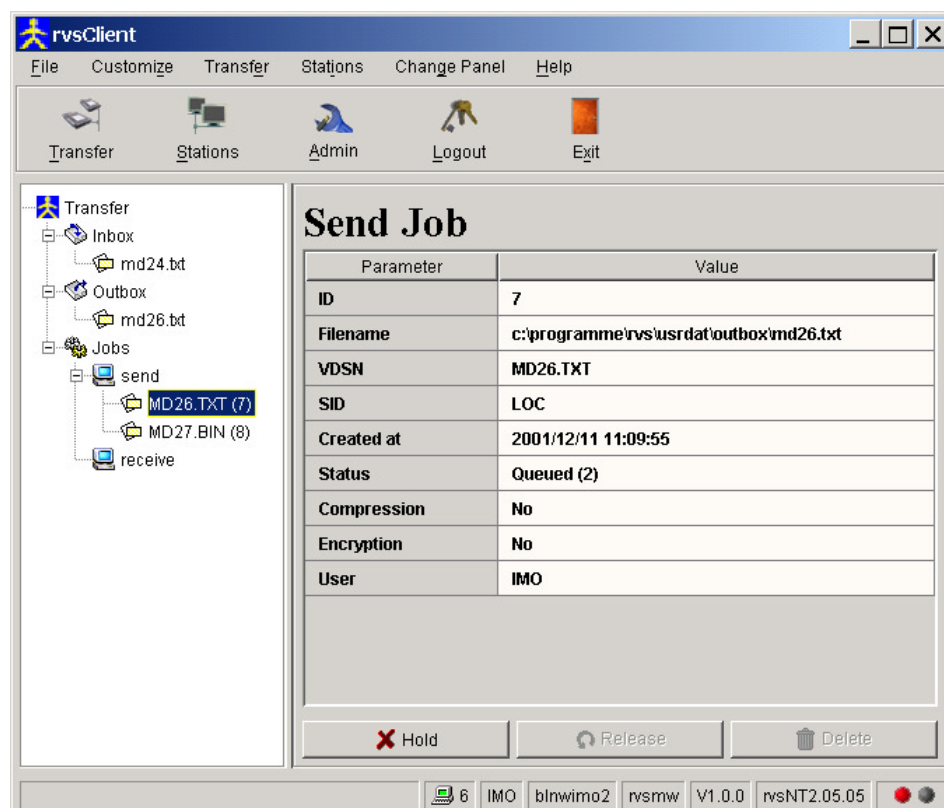 rvsClient
File Customize Transfer Stations Change Panel Help
Transfer Stations Admin Logout Exit
Transfer
Inbox
md24.txt
Outbox
md26.txt
Jobs
send
MD26.TXT (7)
MD27.BIN (8)
receive
Send Job
Parameter Value
ID 7
Filename c:\programme\rvs\usrdat\outbox\md26.txt
VDSN MD26.TXT
SID LOC
Created at 2001/12/11 11:09:55
Status Queued (2)
Compression No
Encryption No
User IMO
Hold Release Delete
6 IMO blnwimo2 rvsmw V1.0.0 rvsNT2.05.05